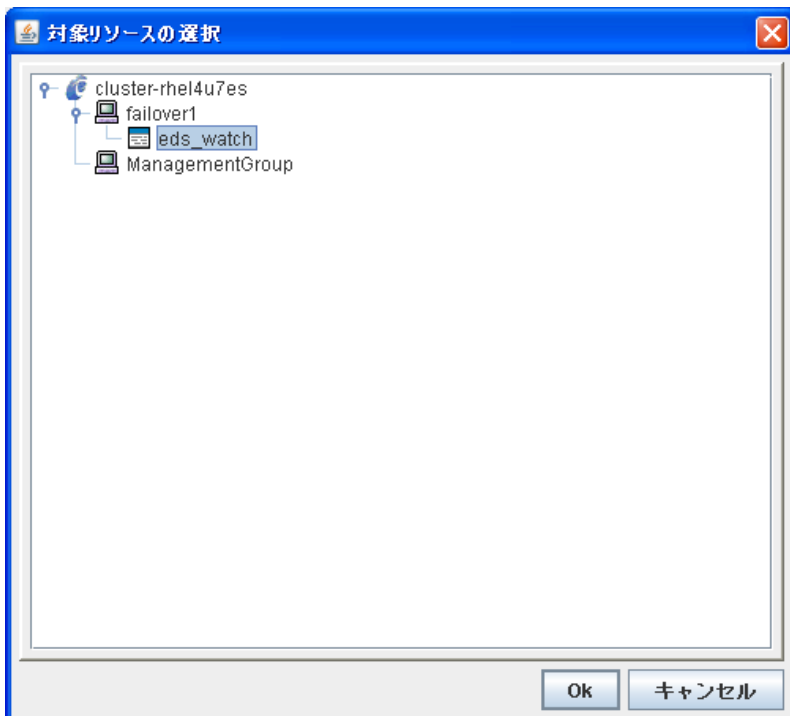 対象リソースの選択
cluster-rhel4u7es
failover1
eds_watch
ManagementGroup
Ok
キャンセル